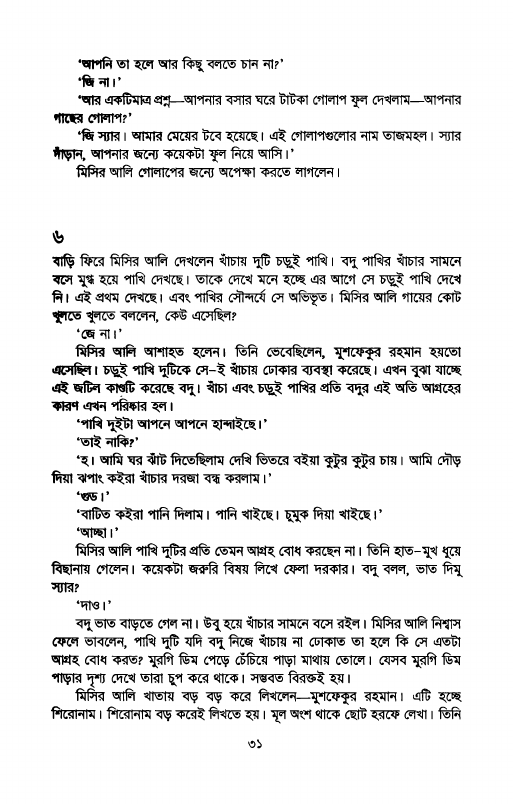 ‘আপনি তা হলে আর কিছু বলতে চান না?’
‘জি না।’
‘আর একটিমাত্র প্রশ্ন—আপনার বসার ঘরে টাটকা গোলাপ ফুল দেখলাম—আপনার
গাছের গোলাপ?’
‘জি স্যার। আমার মেয়ের টবে হয়েছে। এই গোলাপগুলোর নাম তাজমহল। স্যার
দাঁড়ান, আপনার জন্যে কয়েকটা ফুল নিয়ে আসি।’
মিসির আলি গোলাপের জন্যে অপেক্ষা করতে লাগলেন।
৬
বাড়ি ফিরে মিসির আলি দেখলেন খাঁচায় দুটি চড়ুই পাখি। বদু পাখির খাঁচার সামনে
বসে মুগ্ধ হয়ে পাখি দেখছে। তাকে দেখে মনে হচ্ছে এর আগে সে চড়ুই পাখি দেখে
নি। এই প্রথম দেখছে। এবং পাখির সৌন্দর্যে সে অভিভূত। মিসির আলি গায়ের কোট
খুলতে খুলতে বললেন, কেউ এসেছিল?
‘জে না।’
মিসির আলি আশাহত হলেন। তিনি ভেবেছিলেন, মুশফেকুর রহমান হয়তো
এসেছিল। চড়ুই পাখি দুটিকে সে-ই খাঁচায় ঢোকার ব্যবস্থা করেছে। এখন বুঝা যাচ্ছে
এই জটিল কাণ্ডটি করেছে বদু। খাঁচা এবং চড়ুই পাখির প্রতি বদুর এই অতি আগ্রহের
কারণ এখন পরিষ্কার হল।
‘পাখি দুইটা আপনে আপনে হান্দাইছে।’
‘তাই নাকি?’
‘হ। আমি ঘর ঝাঁট দিতেছিলাম দেখি ভিতরে বইয়া কুটুর কুটুর চায়। আমি দৌড়
দিয়া ঝপাং কইরা খাঁচার দরজা বন্ধ করলাম।’
‘গুড।’
‘বাটিত কইরা পানি দিলাম। পানি খাইছে। চুমুক দিয়া খাইছে।’
‘আচ্ছা।’
মিসির আলি পাখি দুটির প্রতি তেমন আগ্রহ বোধ করছেন না। তিনি হাত-মুখ ধুয়ে
বিছানায় গেলেন। কয়েকটা জরুরি বিষয় লিখে ফেলা দরকার। বদু বলল, ভাত দিমু
স্যার?
‘দাও।’
বদু ভাত বাড়তে গেল না। উবু হয়ে খাঁচার সামনে বসে রইল। মিসির আলি নিশ্বাস
ফেলে ভাবলেন, পাখি দুটি যদি বদু নিজে খাঁচায় না ঢোকাত তা হলে কি সে এতটা
আগ্রহ বোধ করত? মুরগি ডিম পেড়ে চেঁচিয়ে পাড়া মাথায় তোলে। যেসব মুরগি ডিম
পাড়ার দৃশ্য দেখে তারা চুপ করে থাকে। সম্ভবত বিরক্তই হয়।
মিসির আলি খাতায় বড় বড় করে লিখলেন—মুশফেকুর রহমান। এটি হচ্ছে
শিরোনাম। শিরোনাম বড় করেই লিখতে হয়। মূল অংশ থাকে ছোট হরফে লেখা। তিনি
৩১